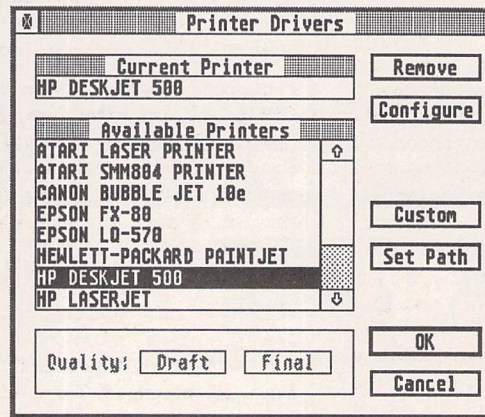 Printer Drivers
Current Printer
HP DESKJET 500
Available Printers
ATARI LASER PRINTER
ATARI SMM804 PRINTER
CANON BUBBLE JET 10e
EPSON FX-80
EPSON LQ-570
HEWLETT-PACKARD PAINTJET
HP DESKJET 500
HP LASERJET
Quality: Draft Final
Remove
Configure
Custom
Set Path
OK
Cancel